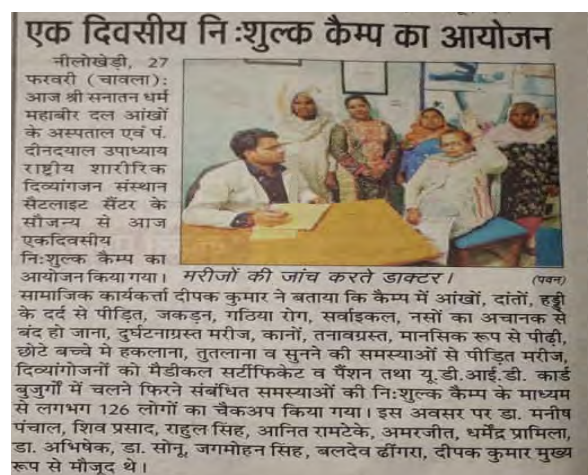 एक दिवसीय नि :शुल्क कैम्प का आयोजन
नीलोखेड़ी, 27
फरवरी (चावला):
आज श्री सनातन धर्म
महाबीर दल आंखों
के अस्पताल एवं पं.
दीनदयाल उपाध्याय
राष्ट्रीय शारीरिक
दिव्यांगजन संस्थान
सैटलाइट सैंटर के
सौजन्य से आज
एकदिवसीय
नि:शुल्क कैम्प का
आयोजन किया गया।
मरीजों की जांच करते डाक्टर।
(पवन)
सामाजिक कार्यकर्त्ता दीपक कुमार ने बताया कि कैम्प में आंखों, दांतों, हड्डी
के दर्द से पीड़ित, जकड़न, गठिया रोग, सर्वाइकल, नसों का अचानक से
बंद हो जाना, दुर्घटनाग्रस्त मरीज, कानों, तनावग्रस्त, मानसिक रूप से पीढ़ी,
छोटे बच्चे मे हकलाना, तुतलाना व सुनने की समस्याओं से पीड़ित मरीज,
दिव्यांगोजनों को मैडीकल सर्टीफिकेट व पैंशन तथा यू.डी.आई.डी. कार्ड
बुजुर्गों में चलने फिरने संबंधित समस्याओं की नि:शुल्क कैम्प के माध्यम
से लगभग 126 लोगों का चैकअप किया गया। इस अवसर पर डा. मनीष
पंचाल, शिव प्रसाद, राहुल सिंह, आनित रामटेके, अमरजीत, धर्मेंद्र प्रामिला,
डा. अभिषेक, डा. सोनू, जगमोहन सिंह, बलदेव ढींगरा, दीपक कुमार मुख्य
रूप से मौजूद थे।